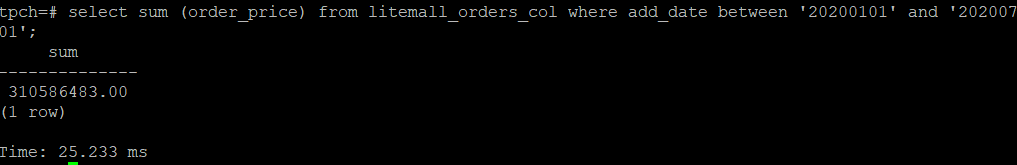 tpch=# select sum (order_price) from litemall_orders_col where add_date between '20200101' and '202007
01';
sum
--------------
310586483.00
(1 row)
Time: 25.233 ms